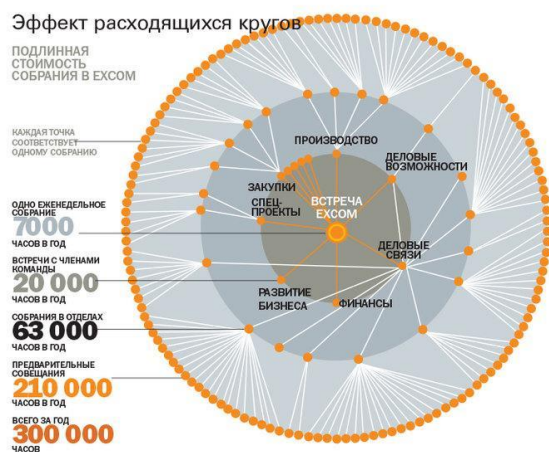 Эффект расходящихся кругов
ПОДЛИННАЯ
СТОИМОСТЬ
СОБРАНИЯ В EXCOM
КАЖДАЯ ТОЧКА
СООТВЕТСТВУЕТ
ОДНОМУ СОБРАНИЮ
ОДНО ЕЖЕНЕДЕЛЬНОЕ
СОБРАНИЕ
7000
ЧАСОВ В ГОД
ВСТРЕЧИ С ЧЛЕНАМИ
КОМАНДЫ
20 000
ЧАСОВ В ГОД
СОБРАНИЯ В ОТДЕЛАХ
63 000
ЧАСОВ В ГОД
ПРЕДВАРИТЕЛЬНЫЕ
СОВЕЩАНИЯ
210 000
ЧАСОВ В ГОД
ВСЕГО ЗА ГОД
300 000
ЧАСОВ
ПРОИЗВОДСТВО
ДЕЛОВЫЕ
ВОЗМОЖНОСТИ
ЗАКУПКИ
СПЕЦ-
ПРОЕКТЫ
ВСТРЕЧА
EXCOM
ДЕЛОВЫЕ
СВЯЗИ
РАЗВИТИЕ
БИЗНЕСА
ФИНАНСЫ